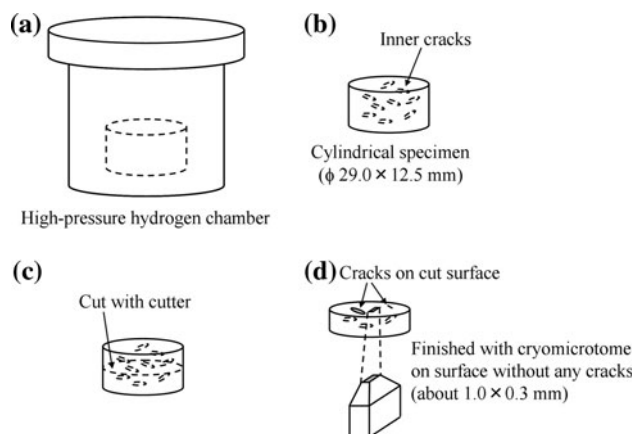 (a)
High-pressure hydrogen chamber
(b)
Inner cracks
Cylindrical specimen
(ϕ 29.0 × 12.5 mm)
(c)
Cut with cutter
(d)
Cracks on cut surface
Finished with cryomicrotome
on surface without any cracks
(about 1.0 × 0.3 mm)